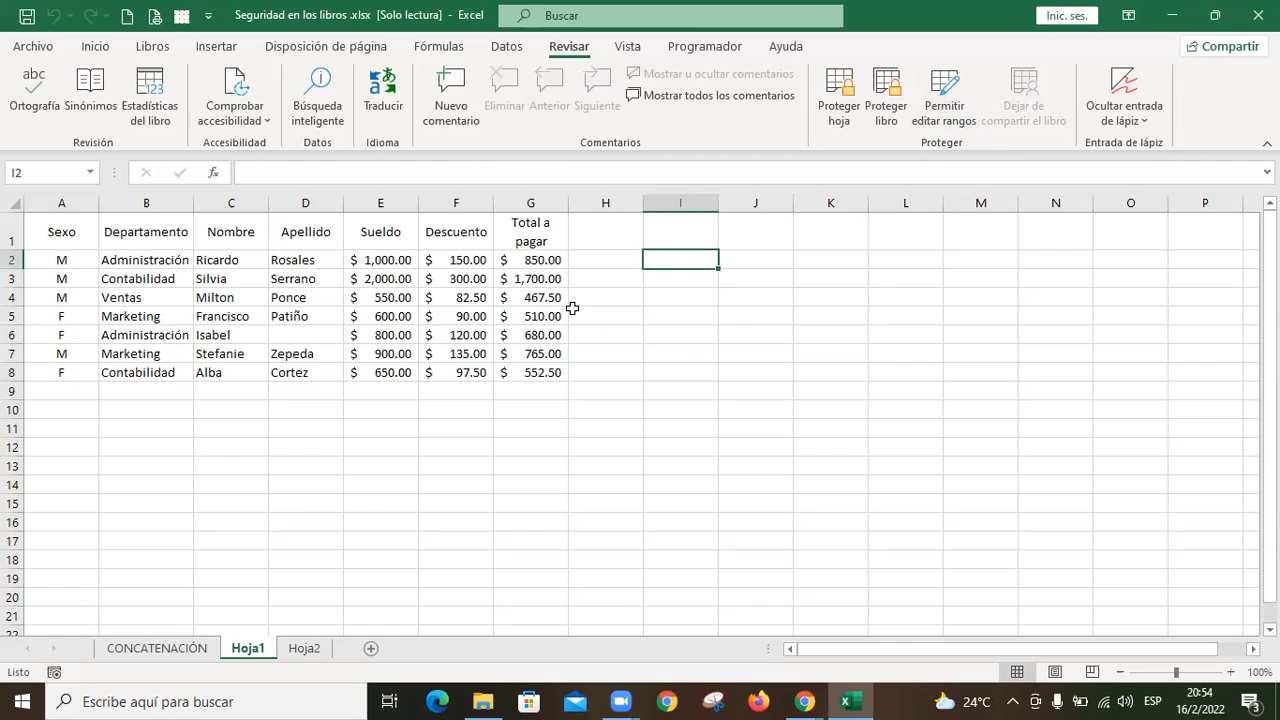 Seguridad en los libros .xlsx [Solo lectura] - Excel
Buscar
Inic. ses.
Archivo Inicio Libros Insertar Disposición de página Fórmulas Datos Revisar Vista Programador Ayuda
Compartir
Ortografía
Sinónimos
Estadísticas
del libro
Revisión
Comprobar
accesibilidad
Accesibilidad
Búsqueda
inteligente
Datos
Traducir
Idioma
Nuevo
comentario
Eliminar
Anterior
Siguiente
Mostrar u ocultar comentarios
Mostrar todos los comentarios
Comentarios
Proteger
hoja
Proteger
libro
Permitir
editar rangos
Dejar de
compartir el libro
Proteger
Ocultar entrada
de lápiz
Entrada de lápiz
I2
fx
A B C D E F G H I J K L M N O P
1 Sexo Departamento Nombre Apellido Sueldo Descuento Total a
pagar
2 M Administración Ricardo Rosales $ 1,000.00 $ 150.00 $ 850.00
3 M Contabilidad Silvia Serrano $ 2,000.00 $ 300.00 $ 1,700.00
4 M Ventas Milton Ponce $ 550.00 $ 82.50 $ 467.50
5 F Marketing Francisco Patiño $ 600.00 $ 90.00 $ 510.00
6 F Administración Isabel $ 800.00 $ 120.00 $ 680.00
7 M Marketing Stefanie Zepeda $ 900.00 $ 135.00 $ 765.00
8 F Contabilidad Alba Cortez $ 650.00 $ 97.50 $ 552.50
9
10
11
12
13
14
15
16
17
18
19
20
21
22
CONCATENACIÓN Hoja1 Hoja2
Listo
100%
Escribe aquí para buscar
24°C
ESP
20:54
16/2/2022
3